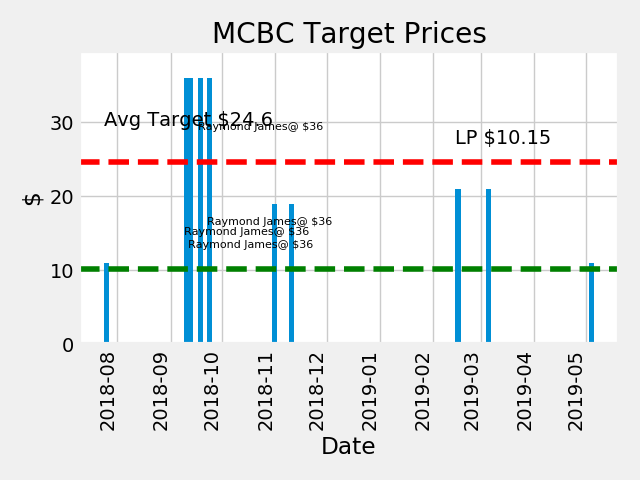 MCBC Target Prices
Avg Target $24.6
Raymond James@ $36
LP $10.15
Raymond James@ $36
Raymond James@ $36
Raymond James@ $36
$
30
20
10
0
2018-08
2018-09
2018-10
2018-11
2018-12
2019-01
2019-02
2019-03
2019-04
2019-05
Date